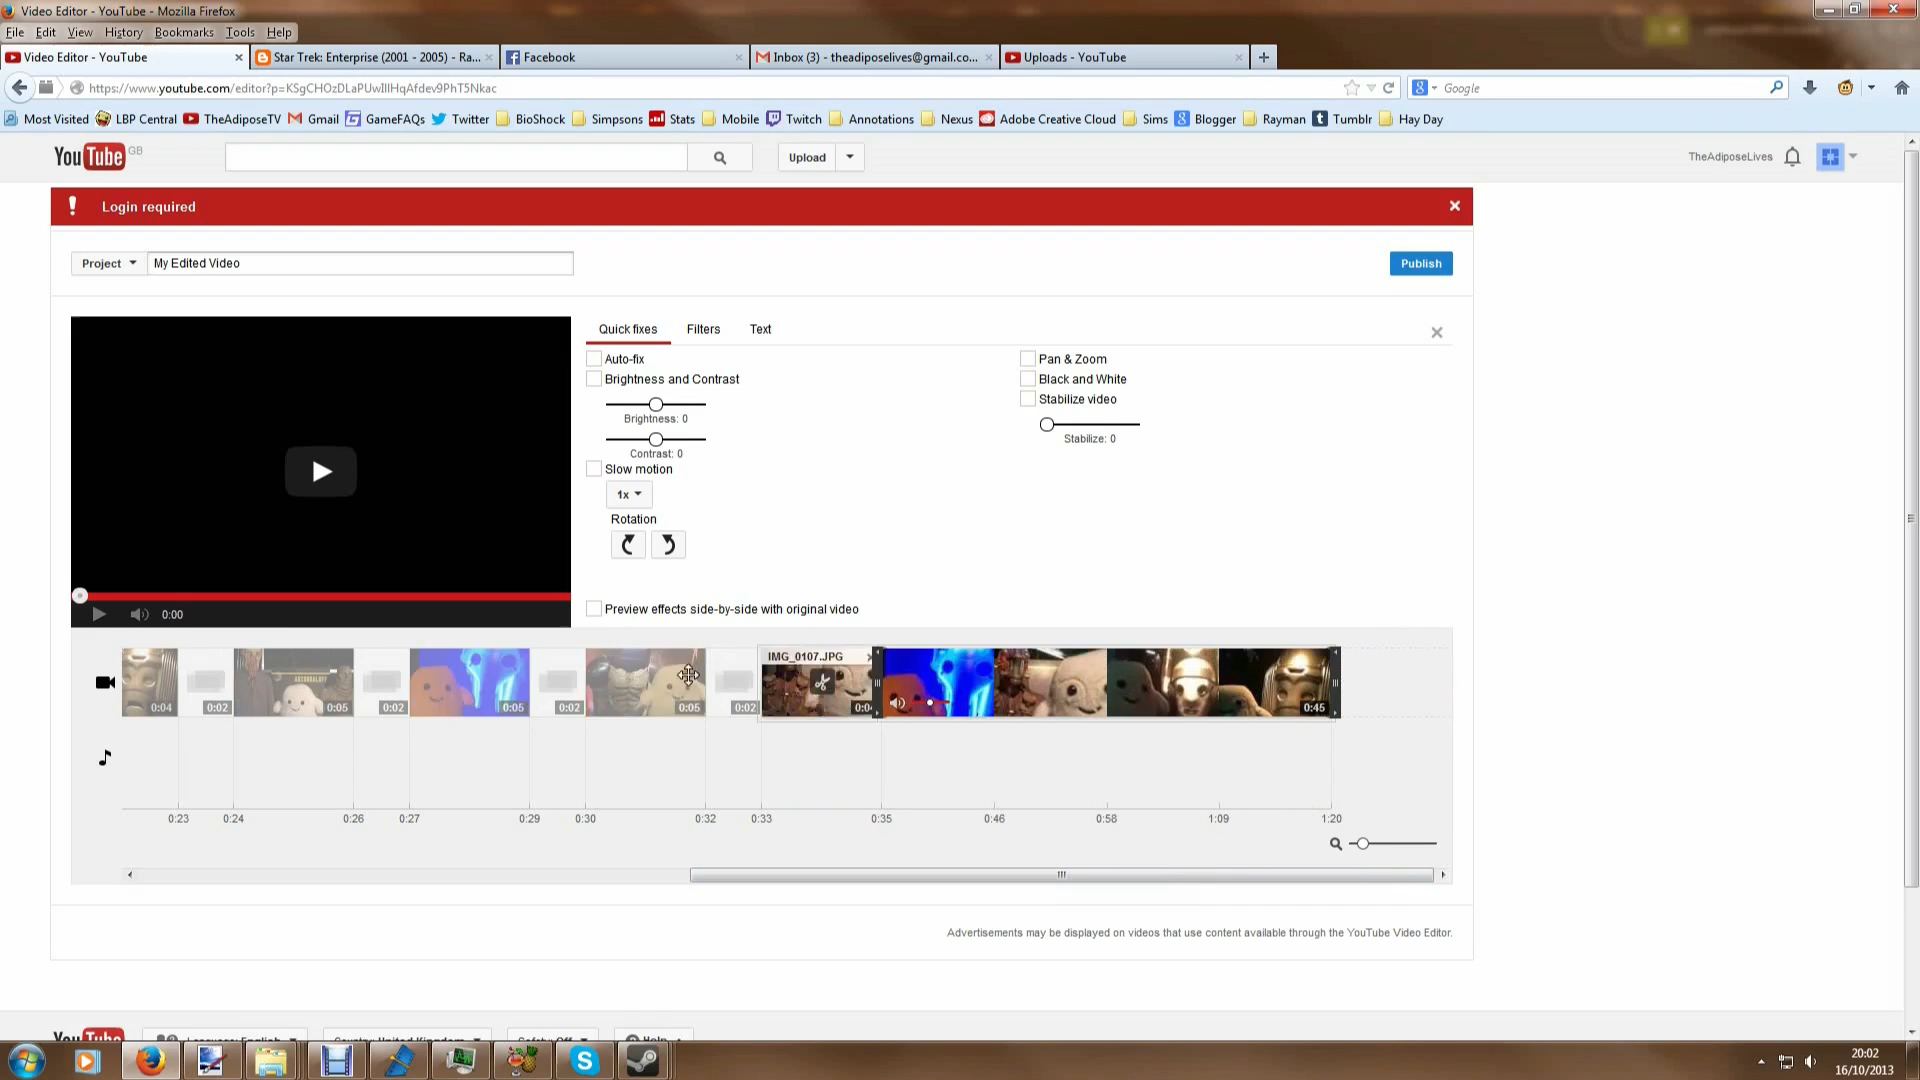 Video Editor - YouTube - Mozilla Firefox
File Edit View History Bookmarks Tools Help
Video Editor - YouTube
Star Trek: Enterprise (2001 - 2005) - Ra...
Facebook
Inbox (3) - theadiposelives@gmail.co...
Uploads - YouTube
https://www.youtube.com/editor?p=KSgCHOzDLaPUwIIlHqAfdev9PhT5Nkac
Google
Most Visited LBP Central TheAdiposeTV Gmail GameFAQs Twitter BioShock Simpsons Stats Mobile Twitch Annotations Nexus Adobe Creative Cloud Sims Blogger Rayman Tumblr Hay Day
YouTube GB
Upload
TheAdiposeLives
Login required
Project
My Edited Video
Publish
Quick fixes Filters Text
Auto-fix
Brightness and Contrast
Brightness: 0
Contrast: 0
Slow motion
1x
Rotation
Pan & Zoom
Black and White
Stabilize video
Stabilize: 0
Preview effects side-by-side with original video
0:00
IMG_0107.JPG
0:04 0:02 0:05 0:02 0:05 0:02 0:05 0:02 0:45
0:23 0:24 0:26 0:27 0:29 0:30 0:32 0:33 0:35 0:46 0:58 1:09 1:20
Advertisements may be displayed on videos that use content available through the YouTube Video Editor.
20:02
16/10/2013